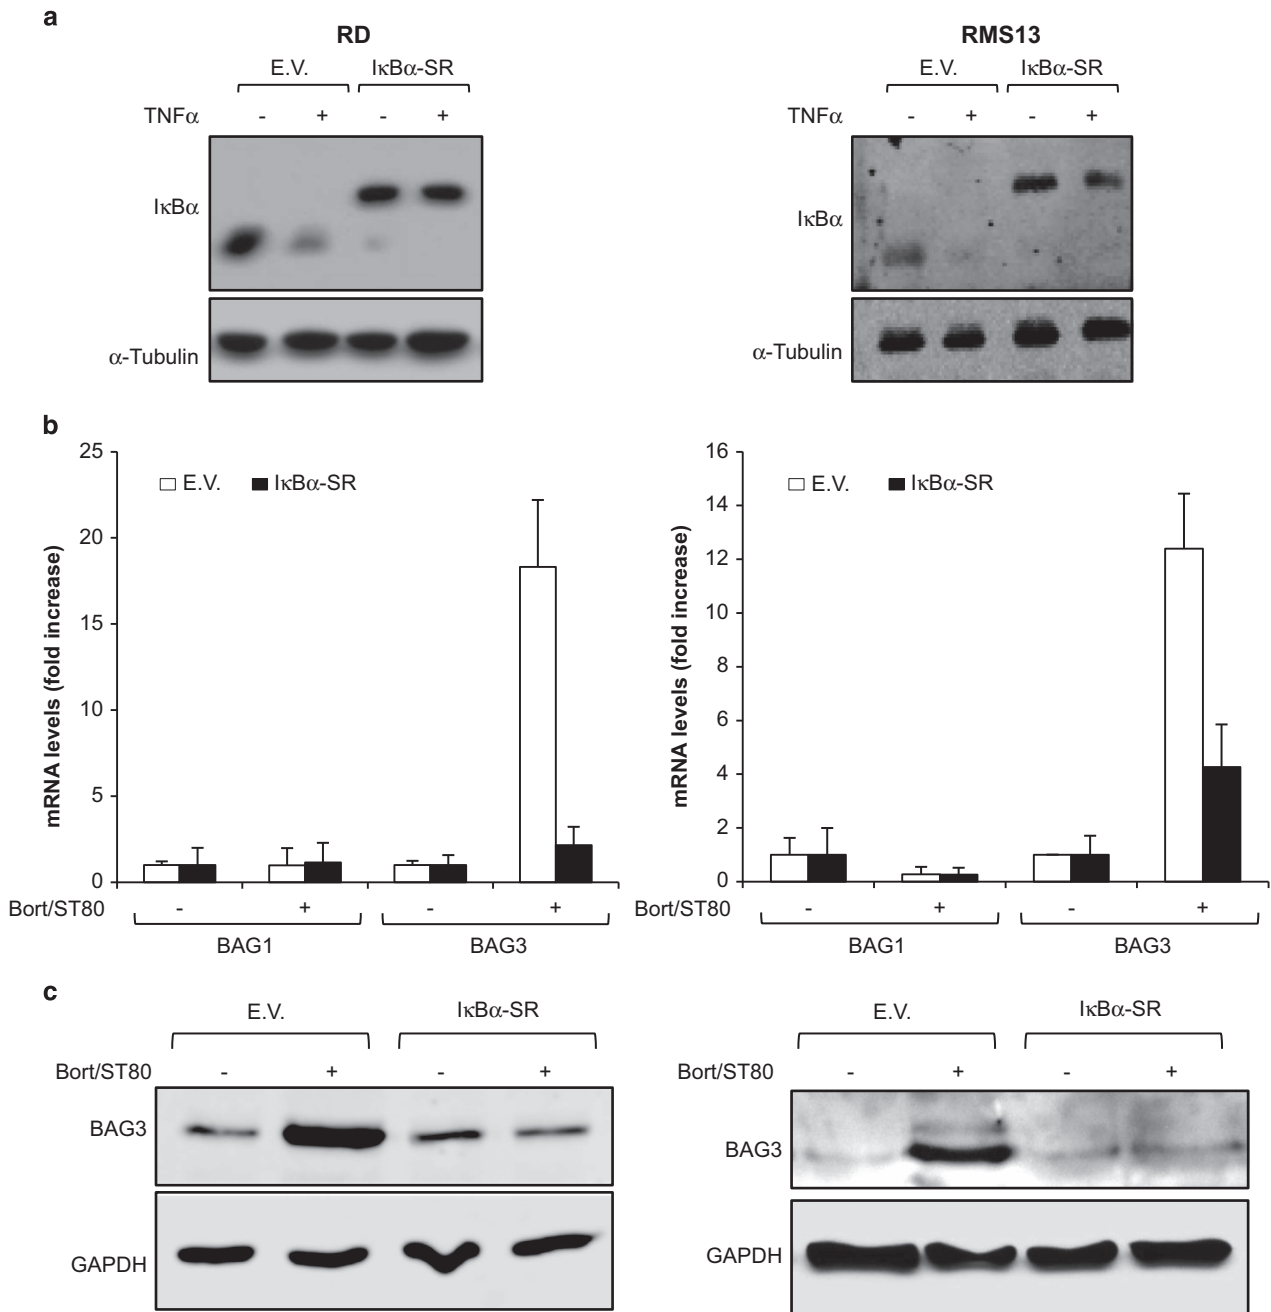 a
RD
E.V. IκBα-SR
TNFα - + - +
IκBα
α-Tubulin
RMS13
E.V. IκBα-SR
TNFα - + - +
IκBα
α-Tubulin
b
mRNA levels (fold increase)
25
20
15
10
5
0
E.V. IκBα-SR
Bort/ST80 - + - +
BAG1 BAG3
mRNA levels (fold increase)
16
14
12
10
8
6
4
2
0
E.V. IκBα-SR
Bort/ST80 - + - +
BAG1 BAG3
c
E.V. IκBα-SR
Bort/ST80 - + - +
BAG3
GAPDH
E.V. IκBα-SR
Bort/ST80 - + - +
BAG3
GAPDH